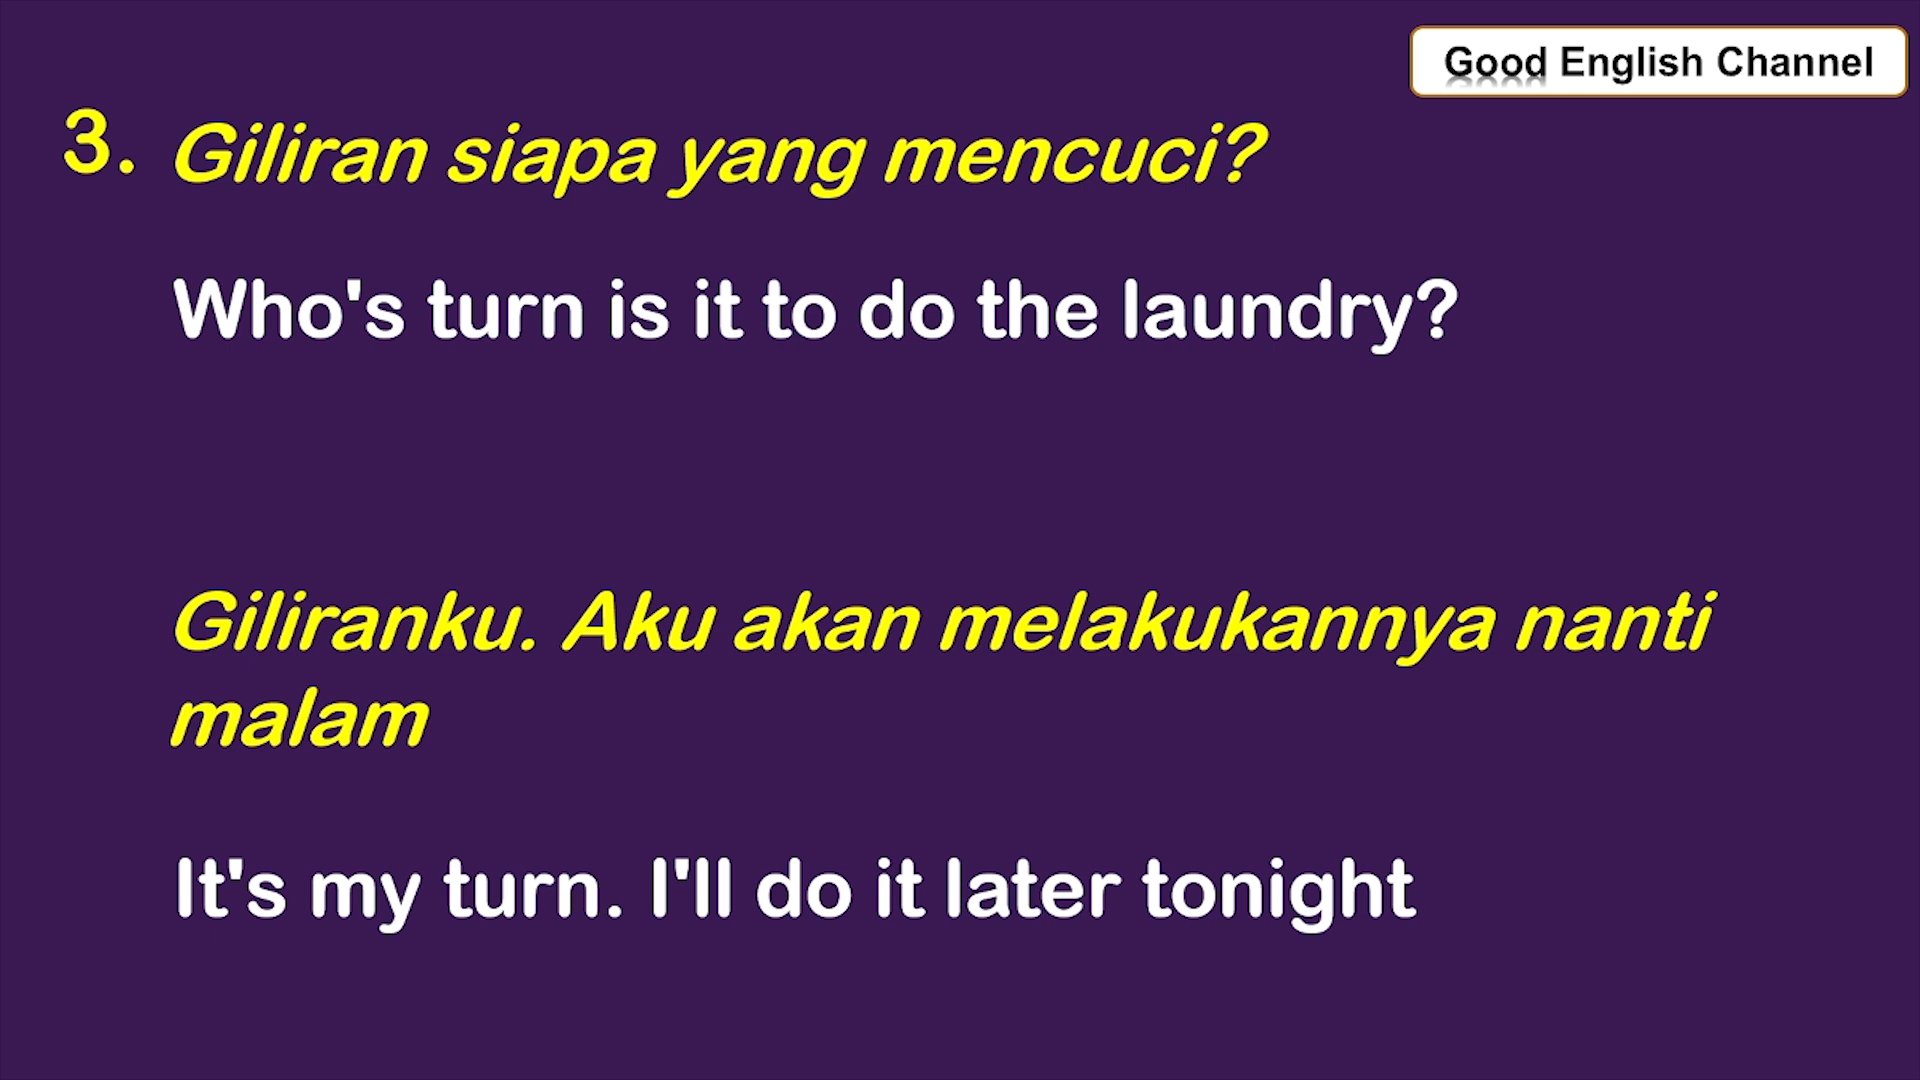 Good English Channel
3. Giliran siapa yang mencuci?
Who's turn is it to do the laundry?
Giliranku. Aku akan melakukannya nanti
malam
It's my turn. I'll do it later tonight